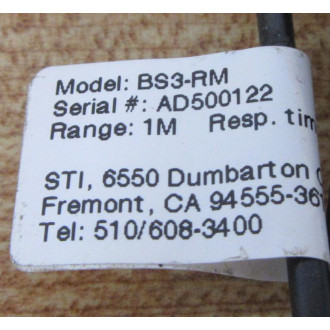 Model: BS3-RM
Serial #: AD500122
Range: 1M Resp.
STI, 6550 Dumbarton
Fremont, CA 94555-36
Tel: 510/608-3400